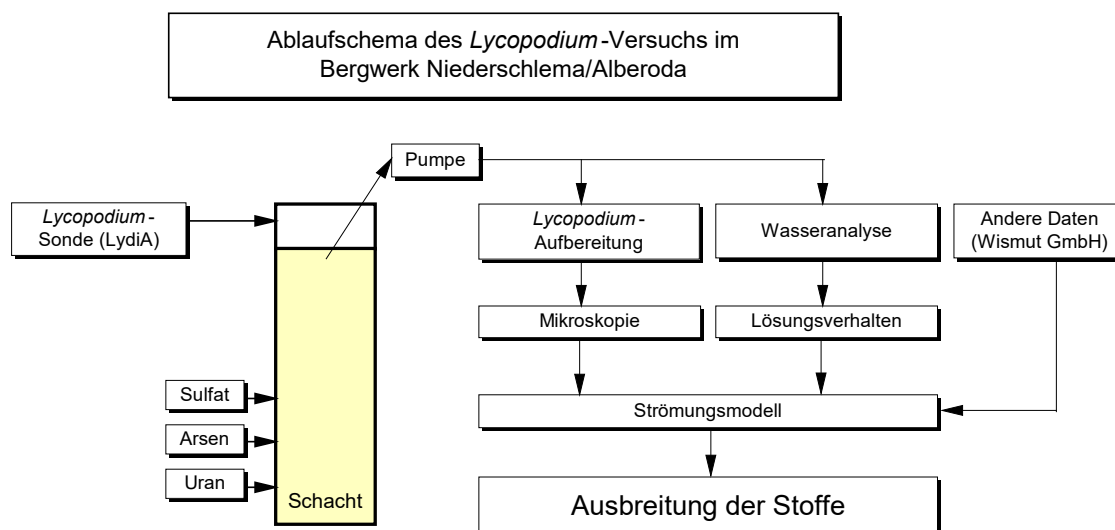 Ablaufschema des Lycopodium-Versuchs im
Bergwerk Niederschlema/Alberoda
Pumpe
Lycopodium-
Sonde (LydiA)
Lycopodium-
Aufbereitung
Wasseranalyse
Andere Daten
(Wismut GmbH)
Mikroskopie
Lösungsverhalten
Sulfat
Arsen
Uran
Schacht
Strömungsmodell
Ausbreitung der Stoffe